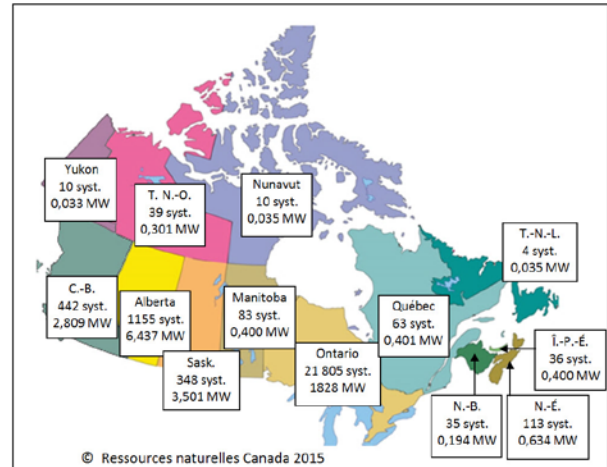 Yukon
10 syst.
0,033 MW
T. N.-O.
39 syst.
0,301 MW
Nunavut
10 syst.
0,035 MW
T.-N.-L.
4 syst.
0,035 MW
C.-B.
442 syst.
2,809 MW
Alberta
1155 syst.
6,437 MW
Sask.
348 syst.
3,501 MW
Manitoba
83 syst.
0,400 MW
Ontario
21 805 syst.
1828 MW
Québec
63 syst.
0,401 MW
Î.-P.-É.
36 syst.
0,400 MW
N.-B.
35 syst.
0,194 MW
N.-É.
113 syst.
0,634 MW
© Ressources naturelles Canada 2015